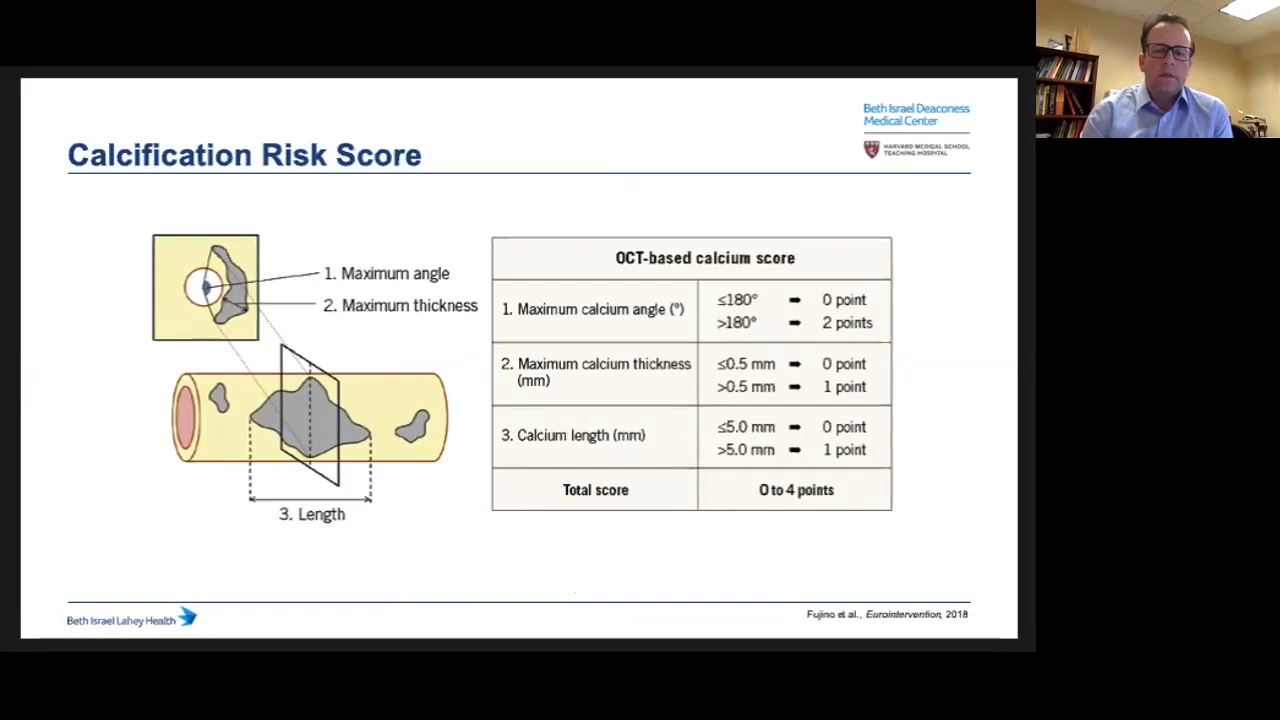 Beth Israel Deaconess
Medical Center
HARVARD MEDICAL SCHOOL
TEACHING HOSPITAL
Calcification Risk Score
1. Maximum angle
2. Maximum thickness
3. Length
OCT-based calcium score
1. Maximum calcium angle (°)
≤180° ➡ 0 point
>180° ➡ 2 points
2. Maximum calcium thickness
(mm)
≤0.5 mm ➡ 0 point
>0.5 mm ➡ 1 point
3. Calcium length (mm)
≤5.0 mm ➡ 0 point
>5.0 mm ➡ 1 point
Total score
0 to 4 points
Beth Israel Lahey Health
Fujino et al., Eurointervention, 2018